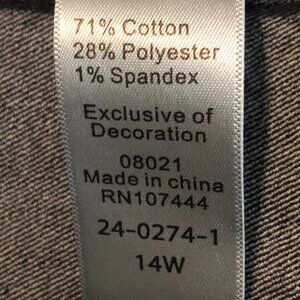 71% Cotton
28% Polyester
1% Spandex
Exclusive of
Decoration
08021
Made in china
RN107444
24-0274-1
14W